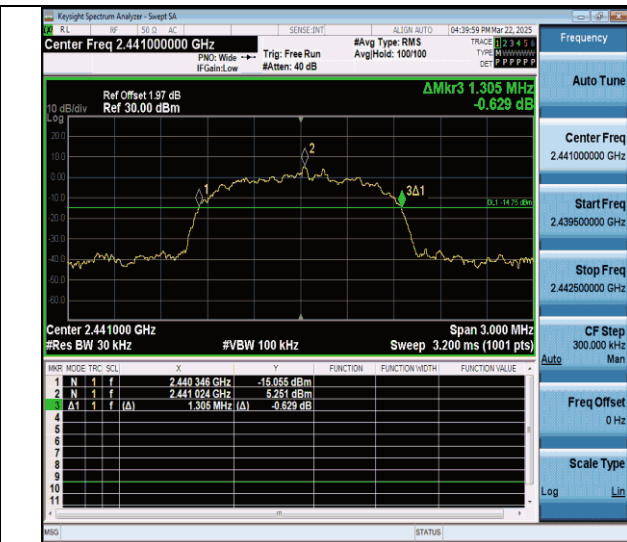 Keysight Spectrum Analyzer - Swept SA
RL RF 50 Ω AC SENSE:INT ALIGN AUTO 04:39:59 PM Mar 22, 2025
Center Freq 2.441000000 GHz
PNO: Wide
IFGain:Low
Trig: Free Run
#Atten: 40 dB
#Avg Type: RMS
Avg|Hold: 100/100
TRACE 1 2 3 4 5 6
TYPE M
DET P P P P P P
Ref Offset 1.97 dB
Ref 30.00 dBm
10 dB/div
Log
ΔMkr3 1.305 MHz
-0.629 dB
20.0
10.0
0.00
-10.0
-20.0
-30.0
-40.0
-50.0
-60.0
1
2
3Δ1
DL1 -14.75 dBm
Center 2.441000 GHz Span 3.000 MHz
#Res BW 30 kHz #VBW 100 kHz Sweep 3.200 ms (1001 pts)
MKR MODE TRC SCL X Y FUNCTION FUNCTION WIDTH FUNCTION VALUE
1 N 1 f 2.440 346 GHz -15.055 dBm
2 N 1 f 2.441 024 GHz 5.251 dBm
3 Δ1 1 f (Δ) 1.305 MHz (Δ) -0.629 dB
4
5
6
7
8
9
10
11
MSG STATUS
Frequency
Auto Tune
Center Freq
2.441000000 GHz
Start Freq
2.439500000 GHz
Stop Freq
2.442500000 GHz
CF Step
300.000 kHz
Auto Man
Freq Offset
0 Hz
Scale Type
Log Lin